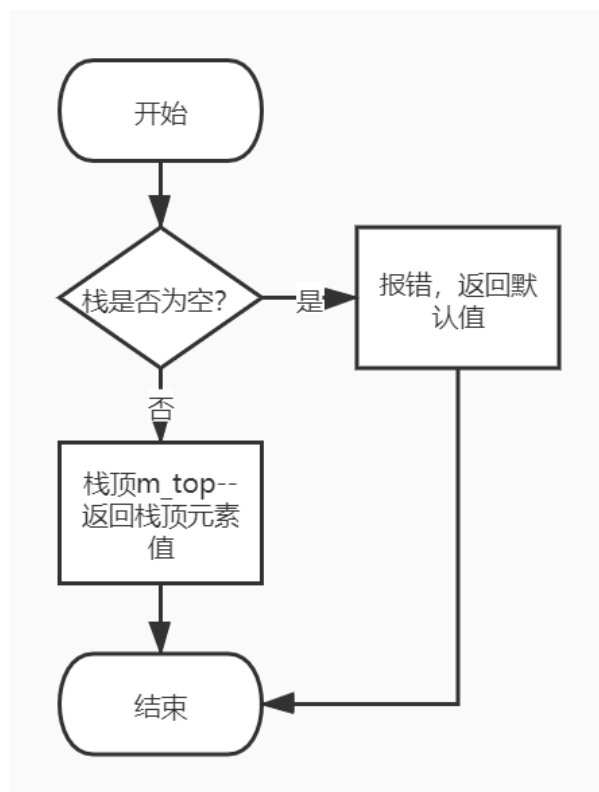 开始
栈是否为空?
是
报错，返回默
认值
否
栈顶m_top--
返回栈顶元素
值
结束